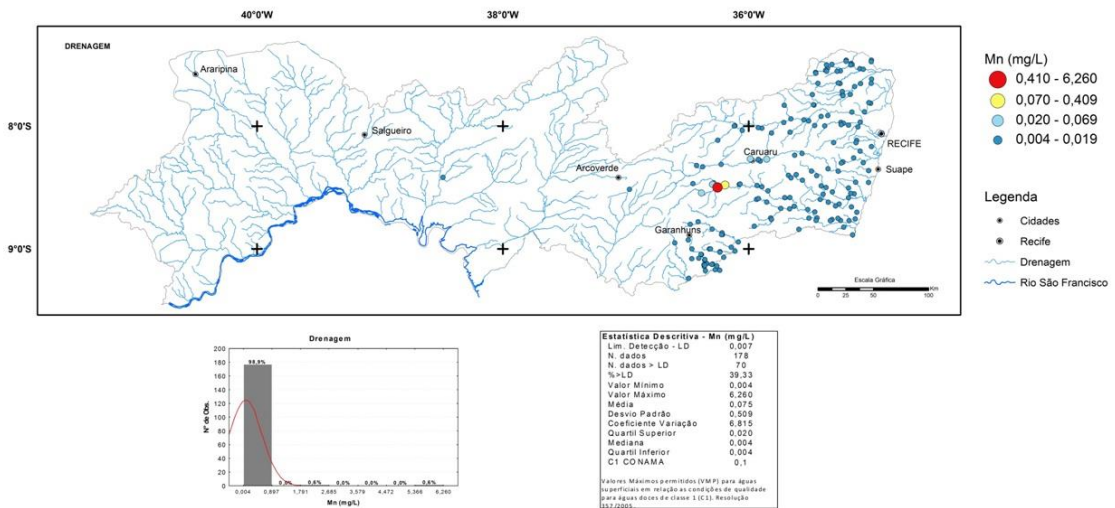 40°0'W 38°0'W 36°0'W
DRENAGEM
Araripina
Salgueiro
8°0'S
Caruaru
RECIFE
Arcoverde
Suape
Garanhuns
9°0'S
Escala Gráfica
0 25 50 100 Km
Mn (mg/L)
0,410 - 6,260
0,070 - 0,409
0,020 - 0,069
0,004 - 0,019
Legenda
Cidades
Recife
Drenagem
Rio São Francisco
Drenagem
Nº de Obs.
200
180
160
140
120
100
80
60
40
20
0
98,9%
0,6% 0,0% 0,0% 0,0% 0,6%
0,004 0,897 1,791 2,685 3,579 4,472 5,366 6,260
Mn (mg/L)
Estatística Descritiva - Mn (mg/L)
Lim. Detecção - LD 0,007
N. dados 178
N. dados > LD 70
%>LD 39,33
Valor Mínimo 0,004
Valor Máximo 6,260
Média 0,075
Desvio Padrão 0,509
Coeficiente Variação 6,815
Quartil Superior 0,020
Mediana 0,004
Quartil Inferior 0,004
C1 CONAMA 0,1
Valores Máximos permitidos (VMP) para águas
superficiais em relação as condições de qualidade
para águas doces de classe 1 (C1). Resolução
357/2005.